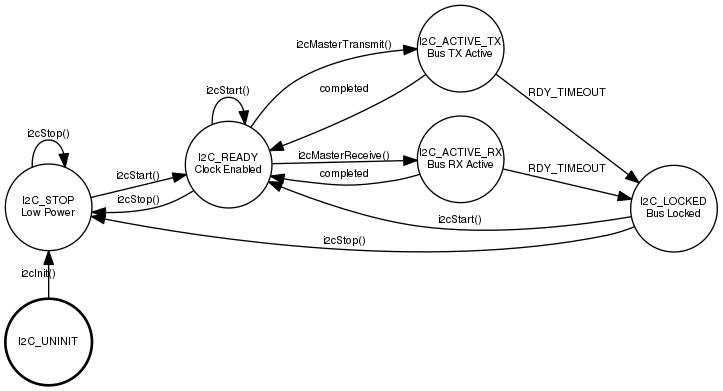 i2cMasterTransmit()
I2C_ACTIVE_TX
Bus TX Active
i2cStart()
completed
RDY_TIMEOUT
i2cStop()
I2C_READY
Clock Enabled
i2cMasterReceive()
I2C_ACTIVE_RX
Bus RX Active
completed
RDY_TIMEOUT
i2cStart()
I2C_STOP
Low Power
i2cStop()
I2C_LOCKED
Bus Locked
i2cStart()
i2cStop()
i2cInit()
I2C_UNINIT